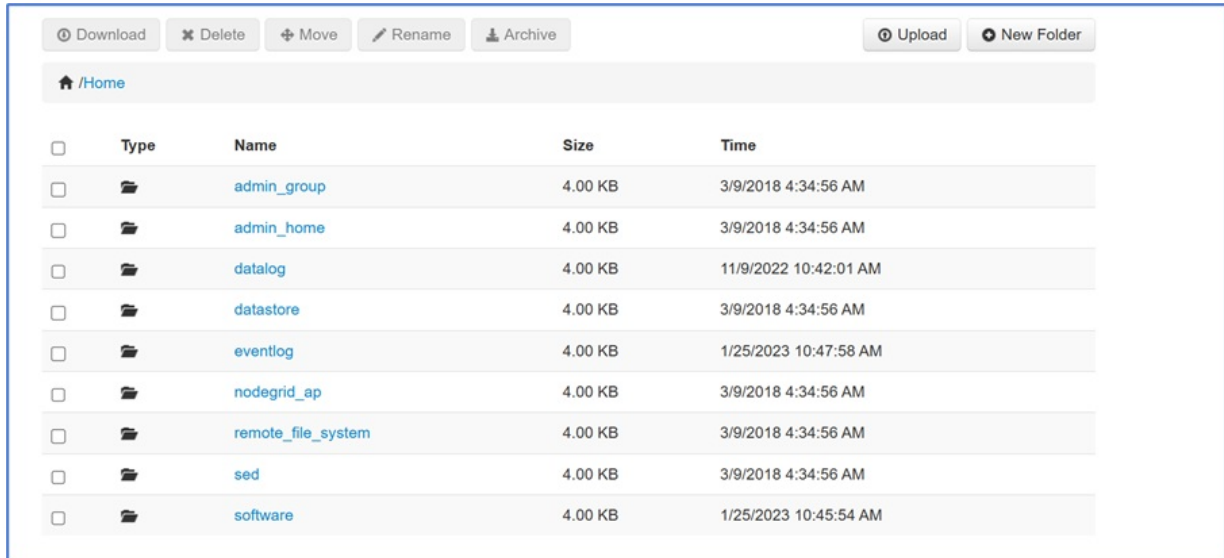 Download Delete Move Rename Archive Upload New Folder
/Home
Type Name Size Time
admin_group 4.00 KB 3/9/2018 4:34:56 AM
admin_home 4.00 KB 3/9/2018 4:34:56 AM
datalog 4.00 KB 11/9/2022 10:42:01 AM
datastore 4.00 KB 3/9/2018 4:34:56 AM
eventlog 4.00 KB 1/25/2023 10:47:58 AM
nodegrid_ap 4.00 KB 3/9/2018 4:34:56 AM
remote_file_system 4.00 KB 3/9/2018 4:34:56 AM
sed 4.00 KB 3/9/2018 4:34:56 AM
software 4.00 KB 1/25/2023 10:45:54 AM